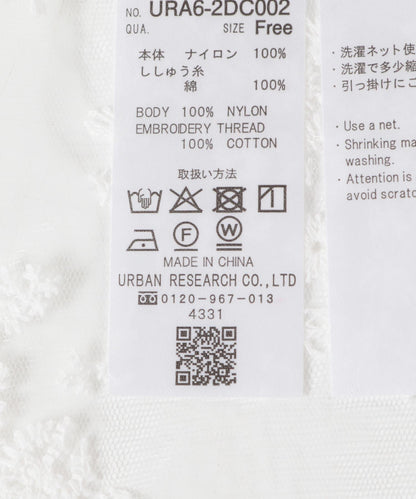 NO. URA6-2DC002
QUA. SIZE Free
本体 ナイロン 100%
ししゅう糸
綿 100%
BODY 100% NYLON
EMBROIDERY THREAD
100% COTTON
取扱い方法
MADE IN CHINA
URBAN RESEARCH CO.,LTD
0120-967-013
4331
・洗濯ネット使
・洗濯で多少縮
・引っ掛けにご
・Use a net.
・Shrinking ma
washing.
・Attention is
avoid scratc